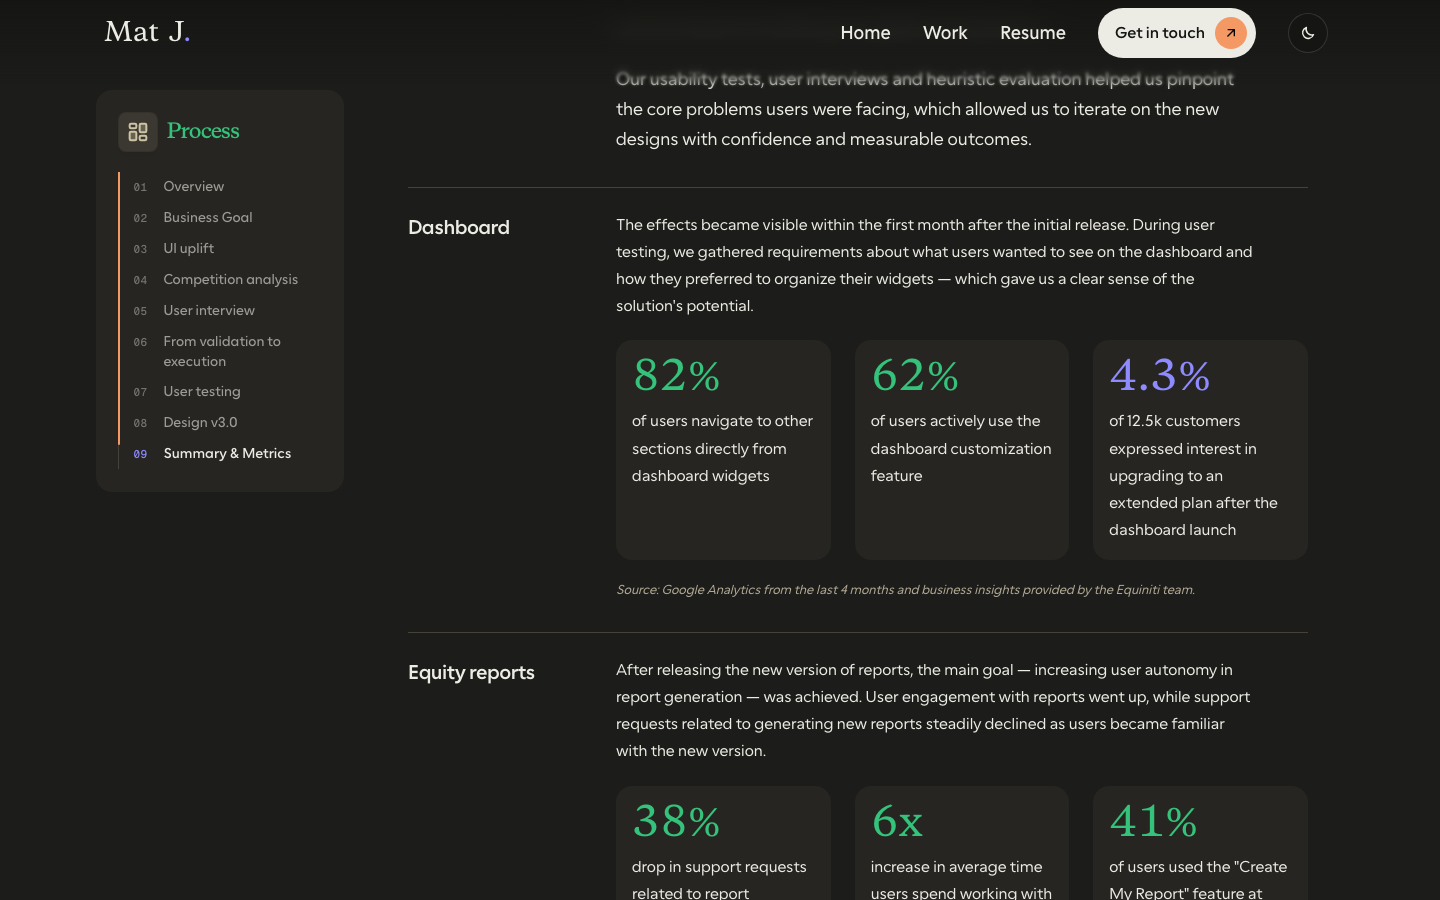 Mat J.
Home
Work
Resume
Get in touch
Process
01 Overview
02 Business Goal
03 UI uplift
04 Competition analysis
05 User interview
06 From validation to
execution
07 User testing
08 Design v3.0
09 Summary & Metrics
Our usability tests, user interviews and heuristic evaluation helped us pinpoint
the core problems users were facing, which allowed us to iterate on the new
designs with confidence and measurable outcomes.
Dashboard
The effects became visible within the first month after the initial release. During user
testing, we gathered requirements about what users wanted to see on the dashboard and
how they preferred to organize their widgets — which gave us a clear sense of the
solution's potential.
82%
of users navigate to other
sections directly from
dashboard widgets
62%
of users actively use the
dashboard customization
feature
4.3%
of 12.5k customers
expressed interest in
upgrading to an
extended plan after the
dashboard launch
Source: Google Analytics from the last 4 months and business insights provided by the Equiniti team.
Equity reports
After releasing the new version of reports, the main goal — increasing user autonomy in
report generation — was achieved. User engagement with reports went up, while support
requests related to generating new reports steadily declined as users became familiar
with the new version.
38%
drop in support requests
related to report
6x
increase in average time
users spend working with
41%
of users used the "Create
My Report" feature at